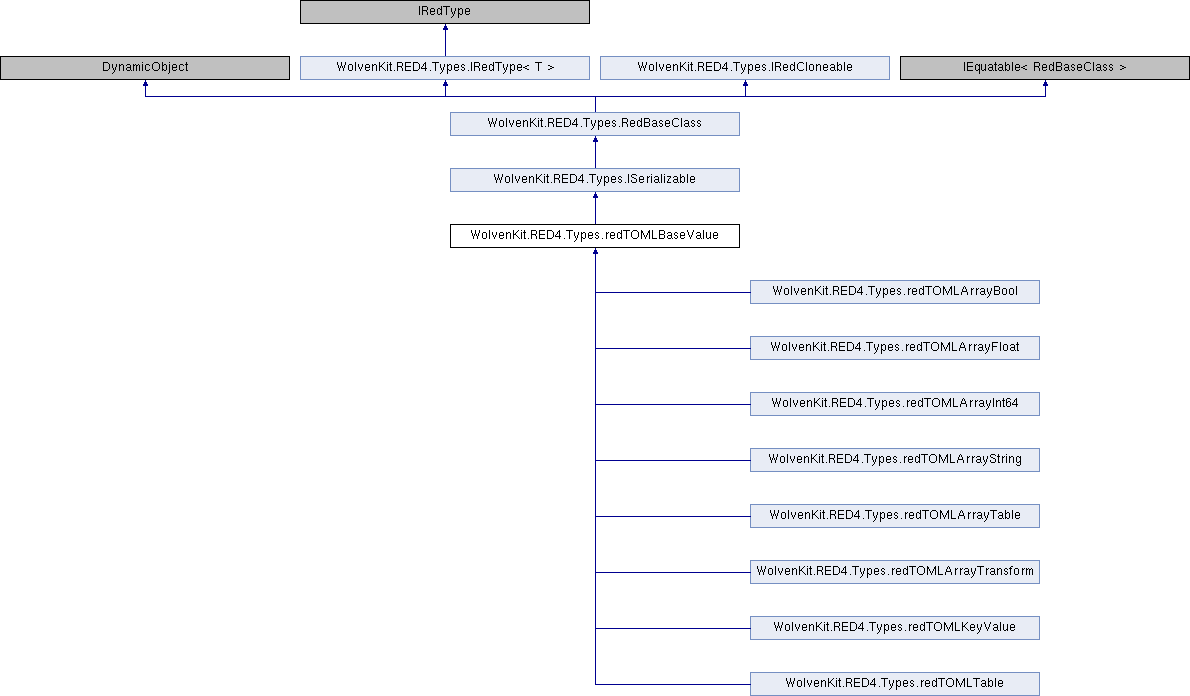 IRedType
DynamicObject
WolvenKit.RED4.Types.IRedType< T >
WolvenKit.RED4.Types.IRedCloneable
IEquatable< RedBaseClass >
WolvenKit.RED4.Types.RedBaseClass
WolvenKit.RED4.Types.ISerializable
WolvenKit.RED4.Types.redTOMLBaseValue
WolvenKit.RED4.Types.redTOMLArrayBool
WolvenKit.RED4.Types.redTOMLArrayFloat
WolvenKit.RED4.Types.redTOMLArrayInt64
WolvenKit.RED4.Types.redTOMLArrayString
WolvenKit.RED4.Types.redTOMLArrayTable
WolvenKit.RED4.Types.redTOMLArrayTransform
WolvenKit.RED4.Types.redTOMLKeyValue
WolvenKit.RED4.Types.redTOMLTable